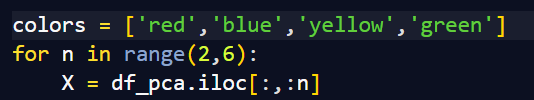 colors = ['red','blue','yellow','green']
for n in range(2,6):
    X = df_pca.iloc[:,:n]